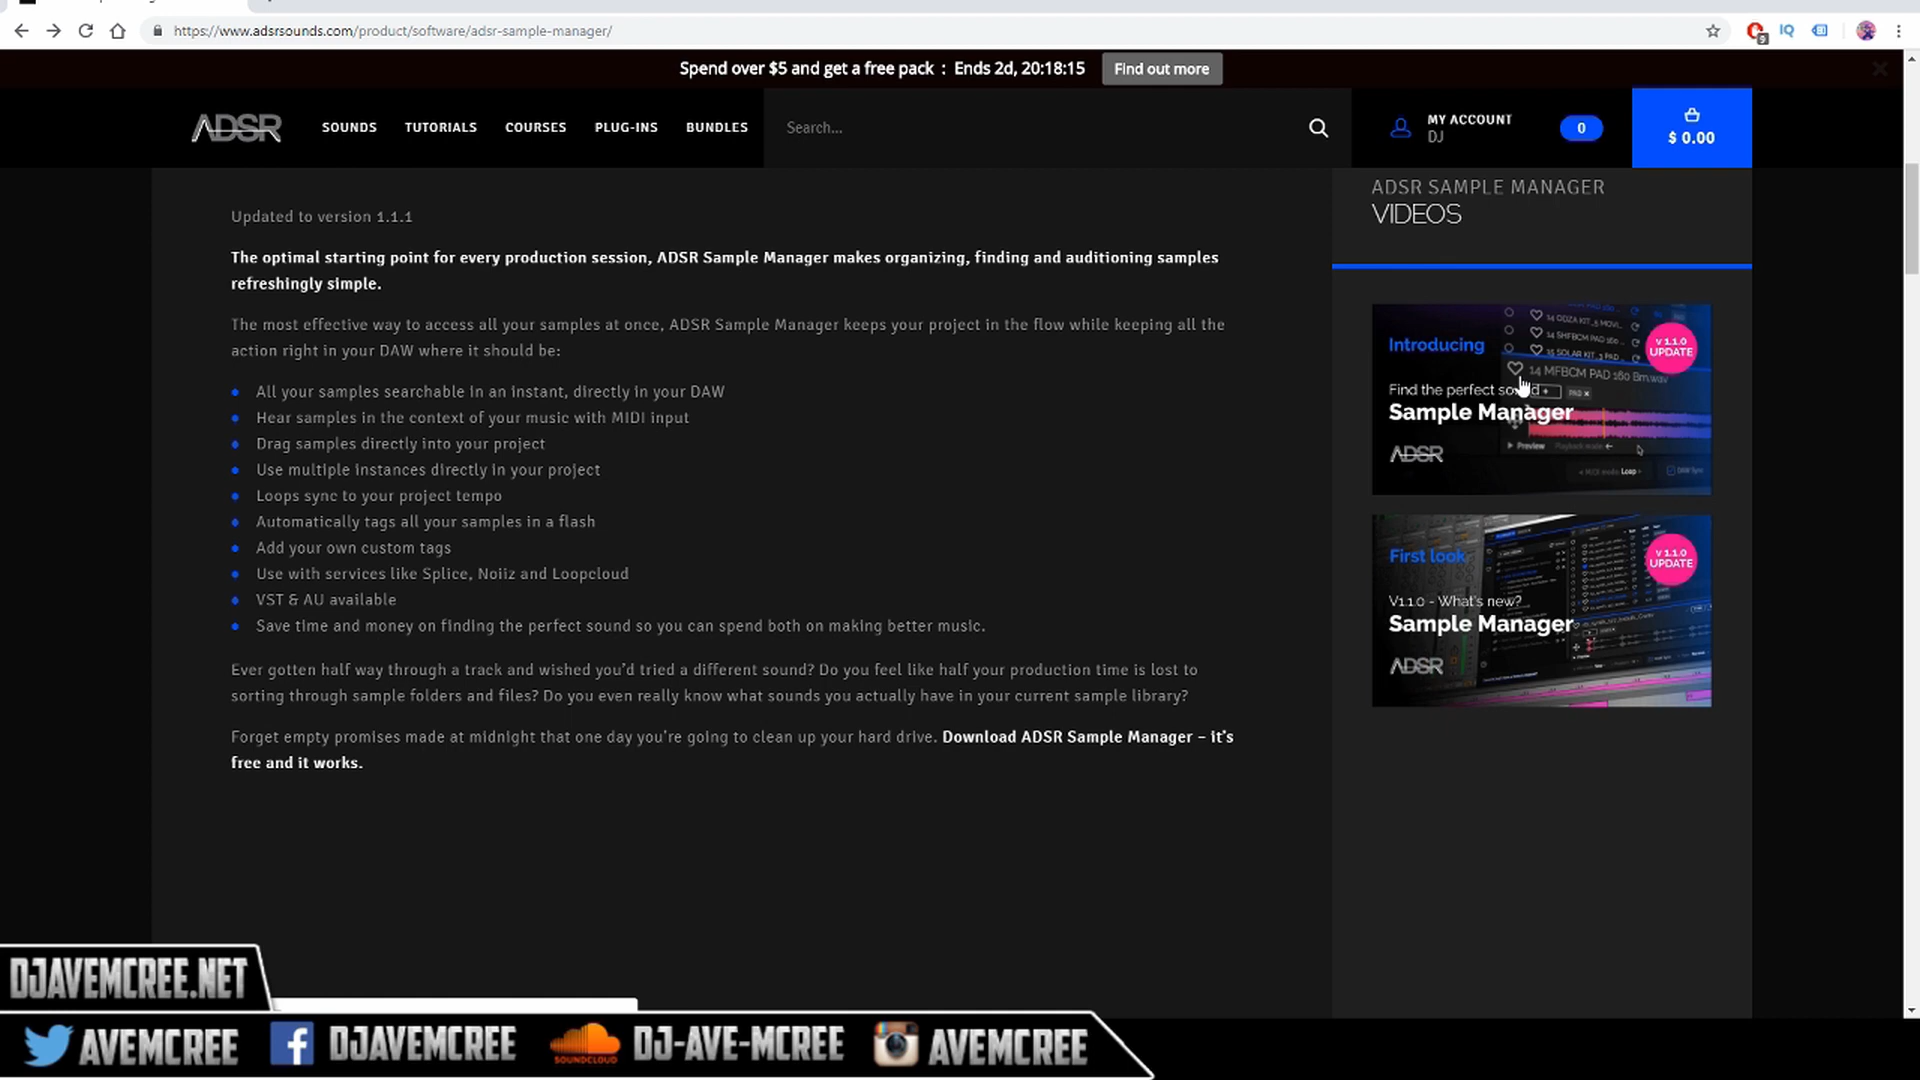 https://www.adsrsounds.com/product/software/adsr-sample-manager/
Spend over $5 and get a free pack : Ends 2d, 20:18:15
Find out more
ADSR
SOUNDS
TUTORIALS
COURSES
PLUG-INS
BUNDLES
Search...
MY ACCOUNT
DJ
0
$ 0.00
Updated to version 1.1.1
The optimal starting point for every production session, ADSR Sample Manager makes organizing, finding and auditioning samples
refreshingly simple.
The most effective way to access all your samples at once, ADSR Sample Manager keeps your project in the flow while keeping all the
action right in your DAW where it should be:
All your samples searchable in an instant, directly in your DAW
Hear samples in the context of your music with MIDI input
Drag samples directly into your project
Use multiple instances directly in your project
Loops sync to your project tempo
Automatically tags all your samples in a flash
Add your own custom tags
Use with services like Splice, Noiiz and Loopcloud
VST & AU available
Save time and money on finding the perfect sound so you can spend both on making better music.
Ever gotten half way through a track and wished you'd tried a different sound? Do you feel like half your production time is lost to
sorting through sample folders and files? Do you even really know what sounds you actually have in your current sample library?
Forget empty promises made at midnight that one day you're going to clean up your hard drive. Download ADSR Sample Manager – it's
free and it works.
ADSR SAMPLE MANAGER
VIDEOS
Introducing
V 1.1.0
UPDATE
14 MFBCM PAD 160 Bm.wav
Find the perfect sound
Sample Manager
ADSR
Preview
First look
V 1.1.0
UPDATE
V1.1.0 - What's new?
Sample Manager
ADSR
DJAVEMCREE.NET
AVEMCREE
DJAVEMCREE
SOUNDCLOUD
DJ-AVE-MCREE
AVEMCREE